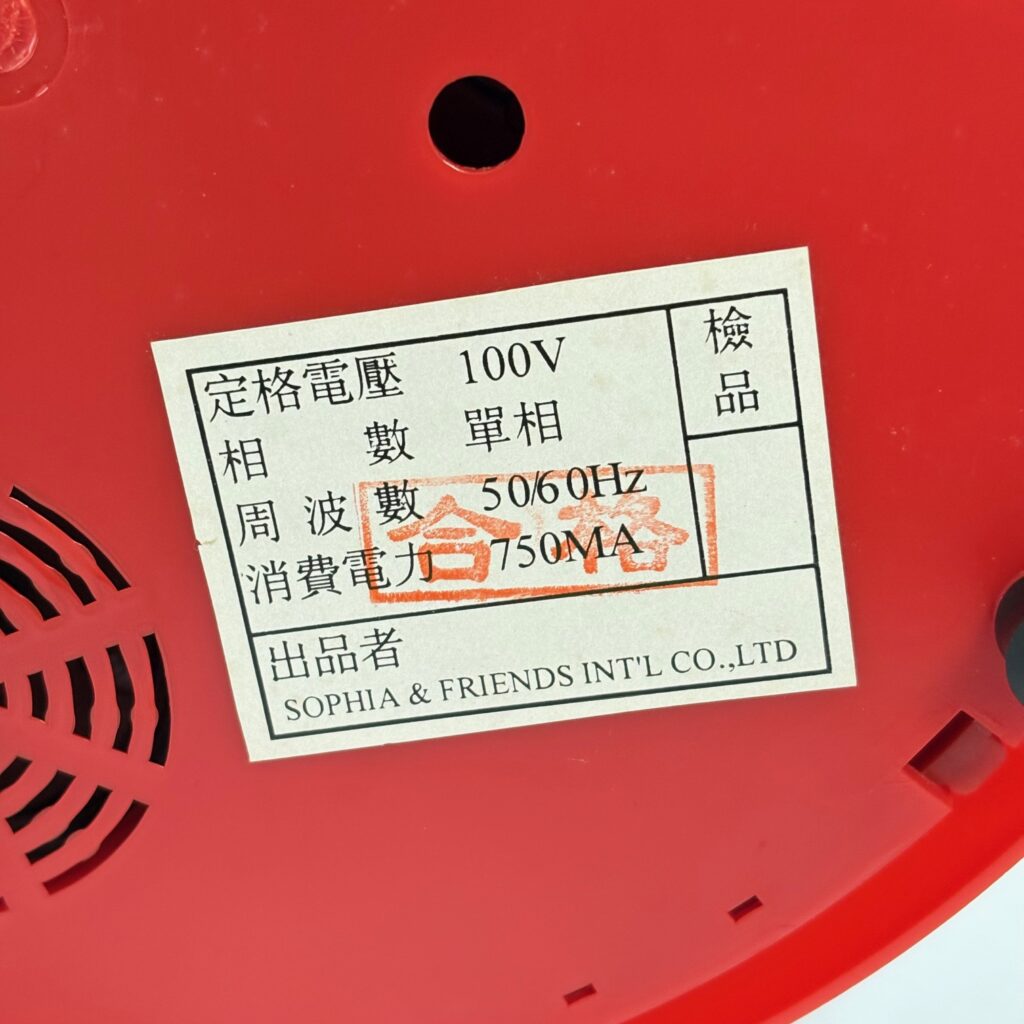 定格電壓 100V
相數 單相
周波數 50/60Hz
消費電力 750MA
檢品
合格
出品者
SOPHIA & FRIENDS INT'L CO.,LTD